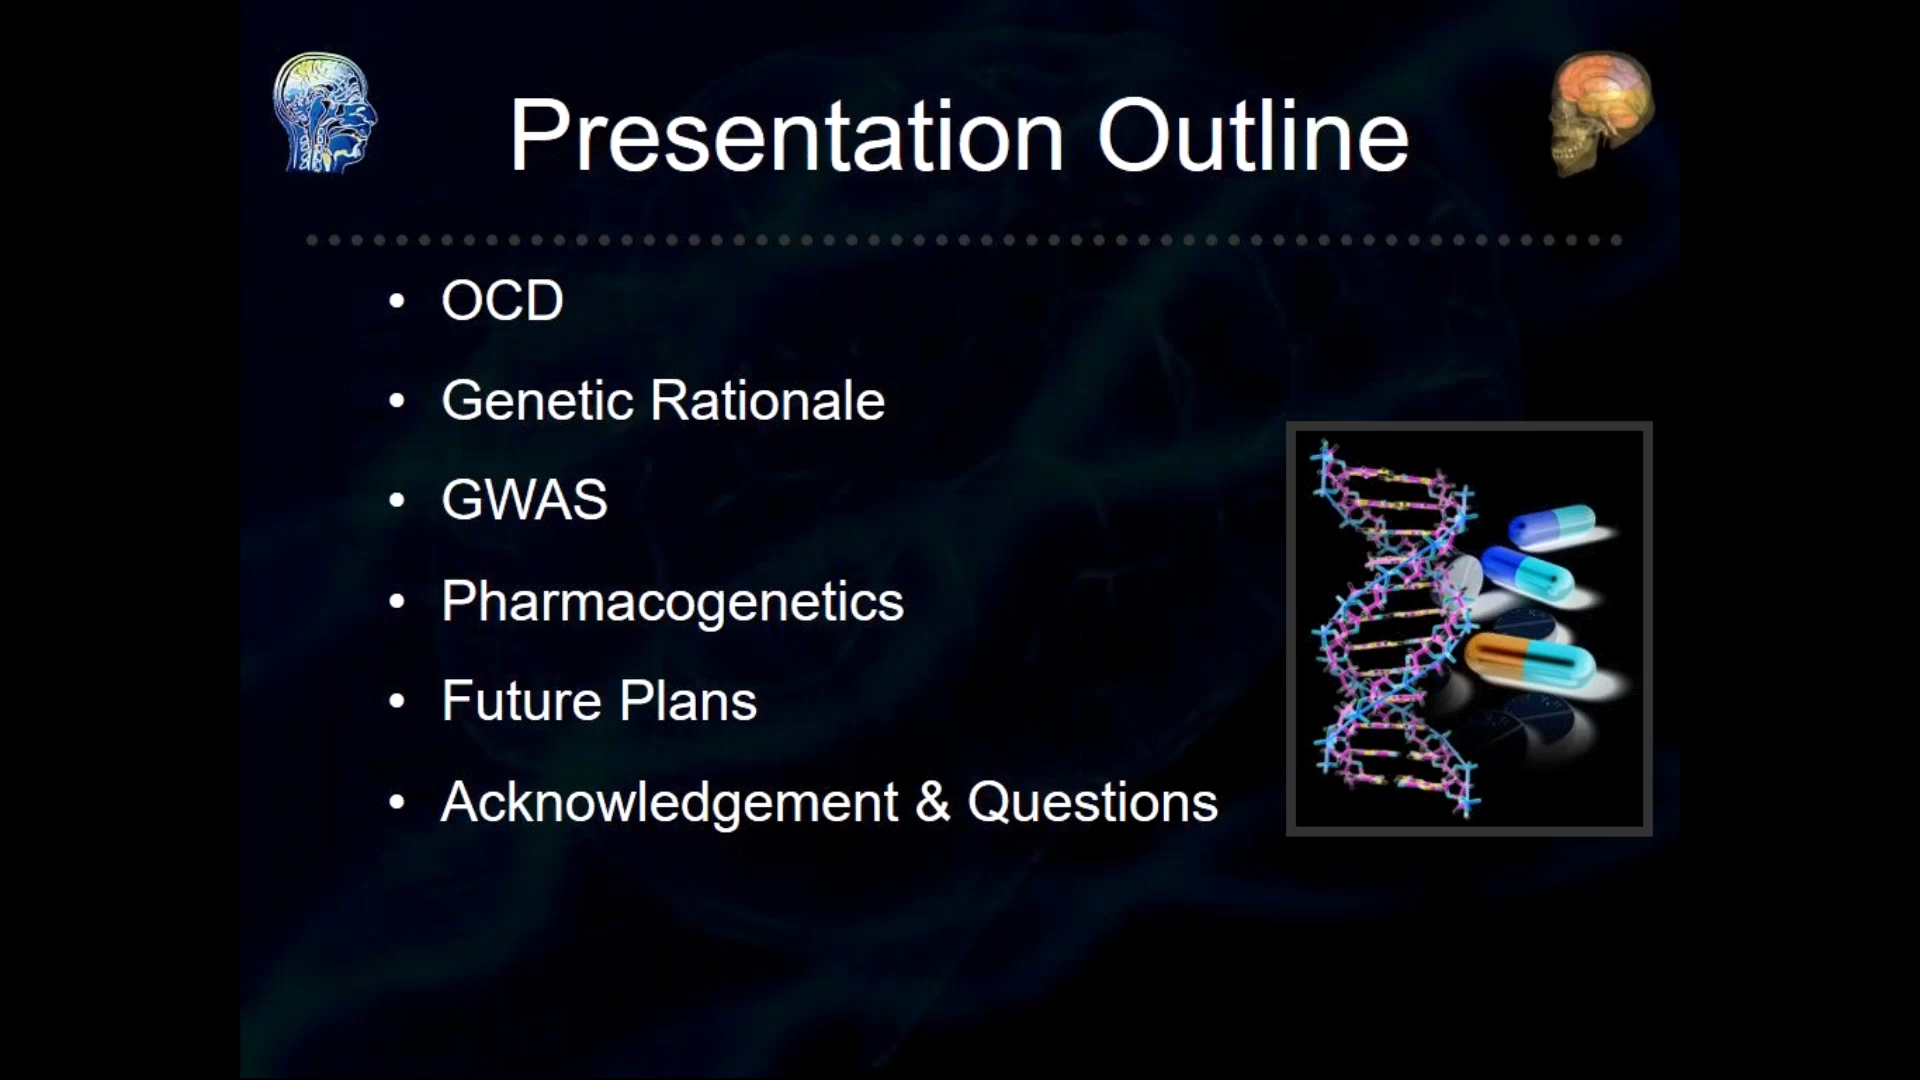 Presentation Outline
• OCD
• Genetic Rationale
• GWAS
• Pharmacogenetics
• Future Plans
• Acknowledgement & Questions